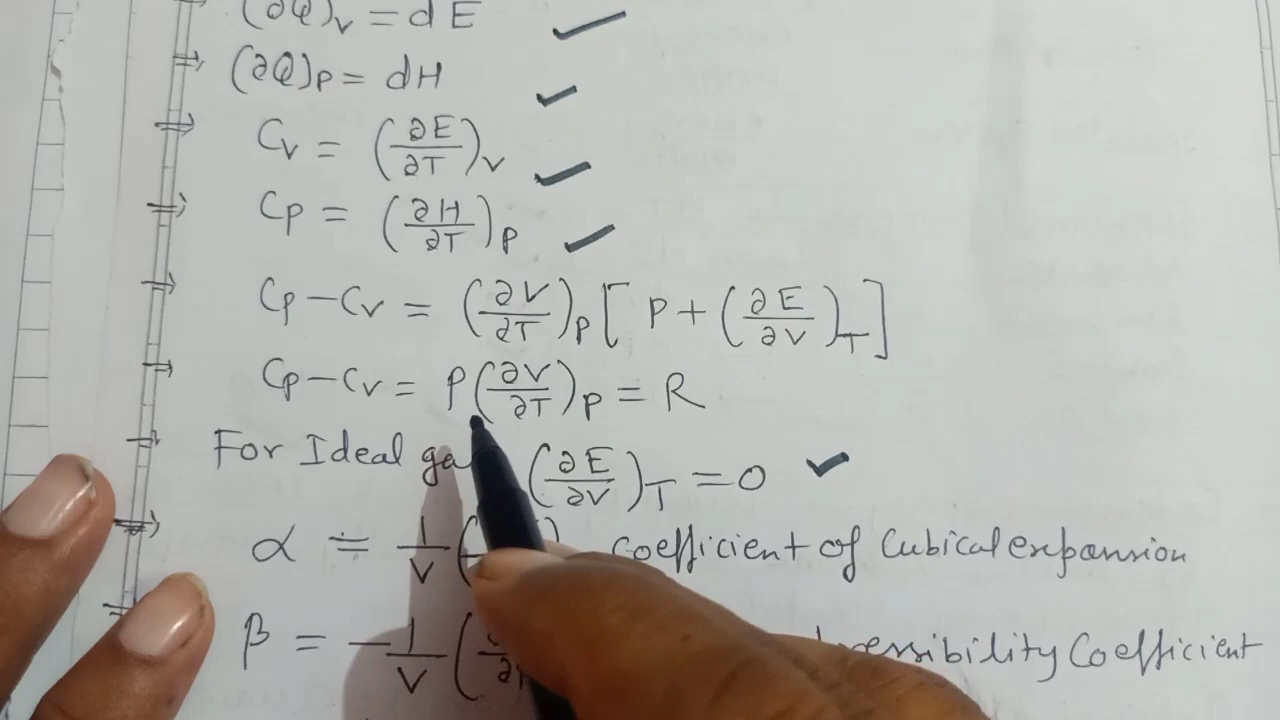 (∂Q)v = dE
(∂Q)P = dH
Cv = (∂E/∂T)v
Cp = (∂H/∂T)P
Cp - Cv = (∂V/∂T)P [P + (∂E/∂V)T]
Cp - Cv = P(∂V/∂T)P = R
For Ideal (∂E/∂V)T = 0
α = 1/V ( Coefficient of Cubical expansion
β = - 1/V ( Coefficient